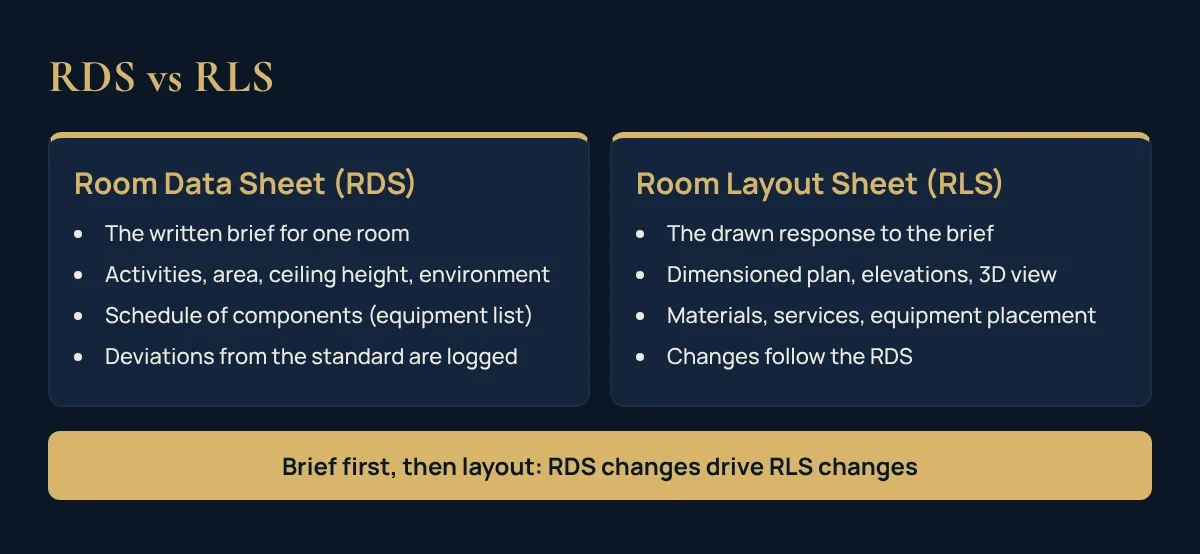 RDS vs RLS
Room Data Sheet (RDS)
• The written brief for one room
• Activities, area, ceiling height, environment
• Schedule of components (equipment list)
• Deviations from the standard are logged
Room Layout Sheet (RLS)
• The drawn response to the brief
• Dimensioned plan, elevations, 3D view
• Materials, services, equipment placement
• Changes follow the RDS
Brief first, then layout: RDS changes drive RLS changes